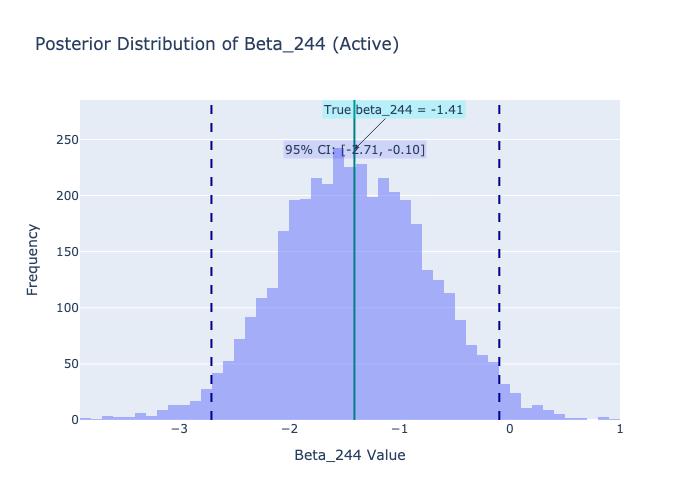 Posterior Distribution of Beta_244 (Active)
True beta_244 = -1.41
95% CI: [-2.71, -0.10]
250
200
150
100
50
0
Frequency
−3
−2
−1
0
1
Beta_244 Value